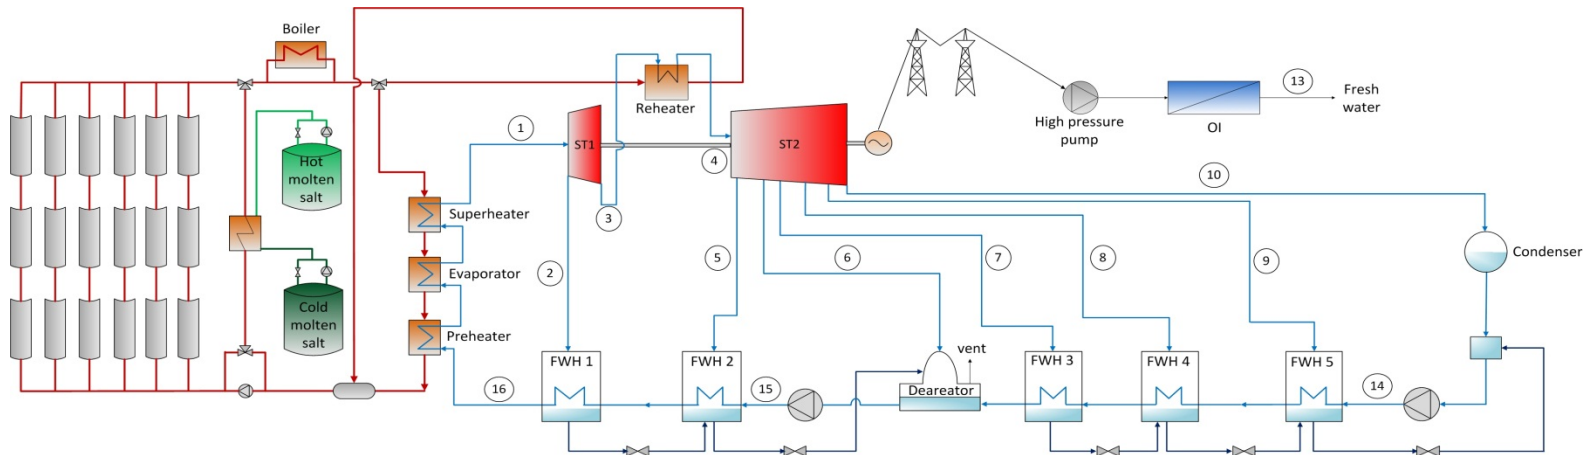 Boiler
Reheater
Hot
molten
salt
Cold
molten
salt
Superheater
Evaporator
Preheater
1
ST1
3
2
4
ST2
High pressure
pump
OI
13
Fresh
water
10
5
6
7
8
9
Condenser
FWH 1
FWH 2
vent
Deareator
FWH 3
FWH 4
FWH 5
16
15
14